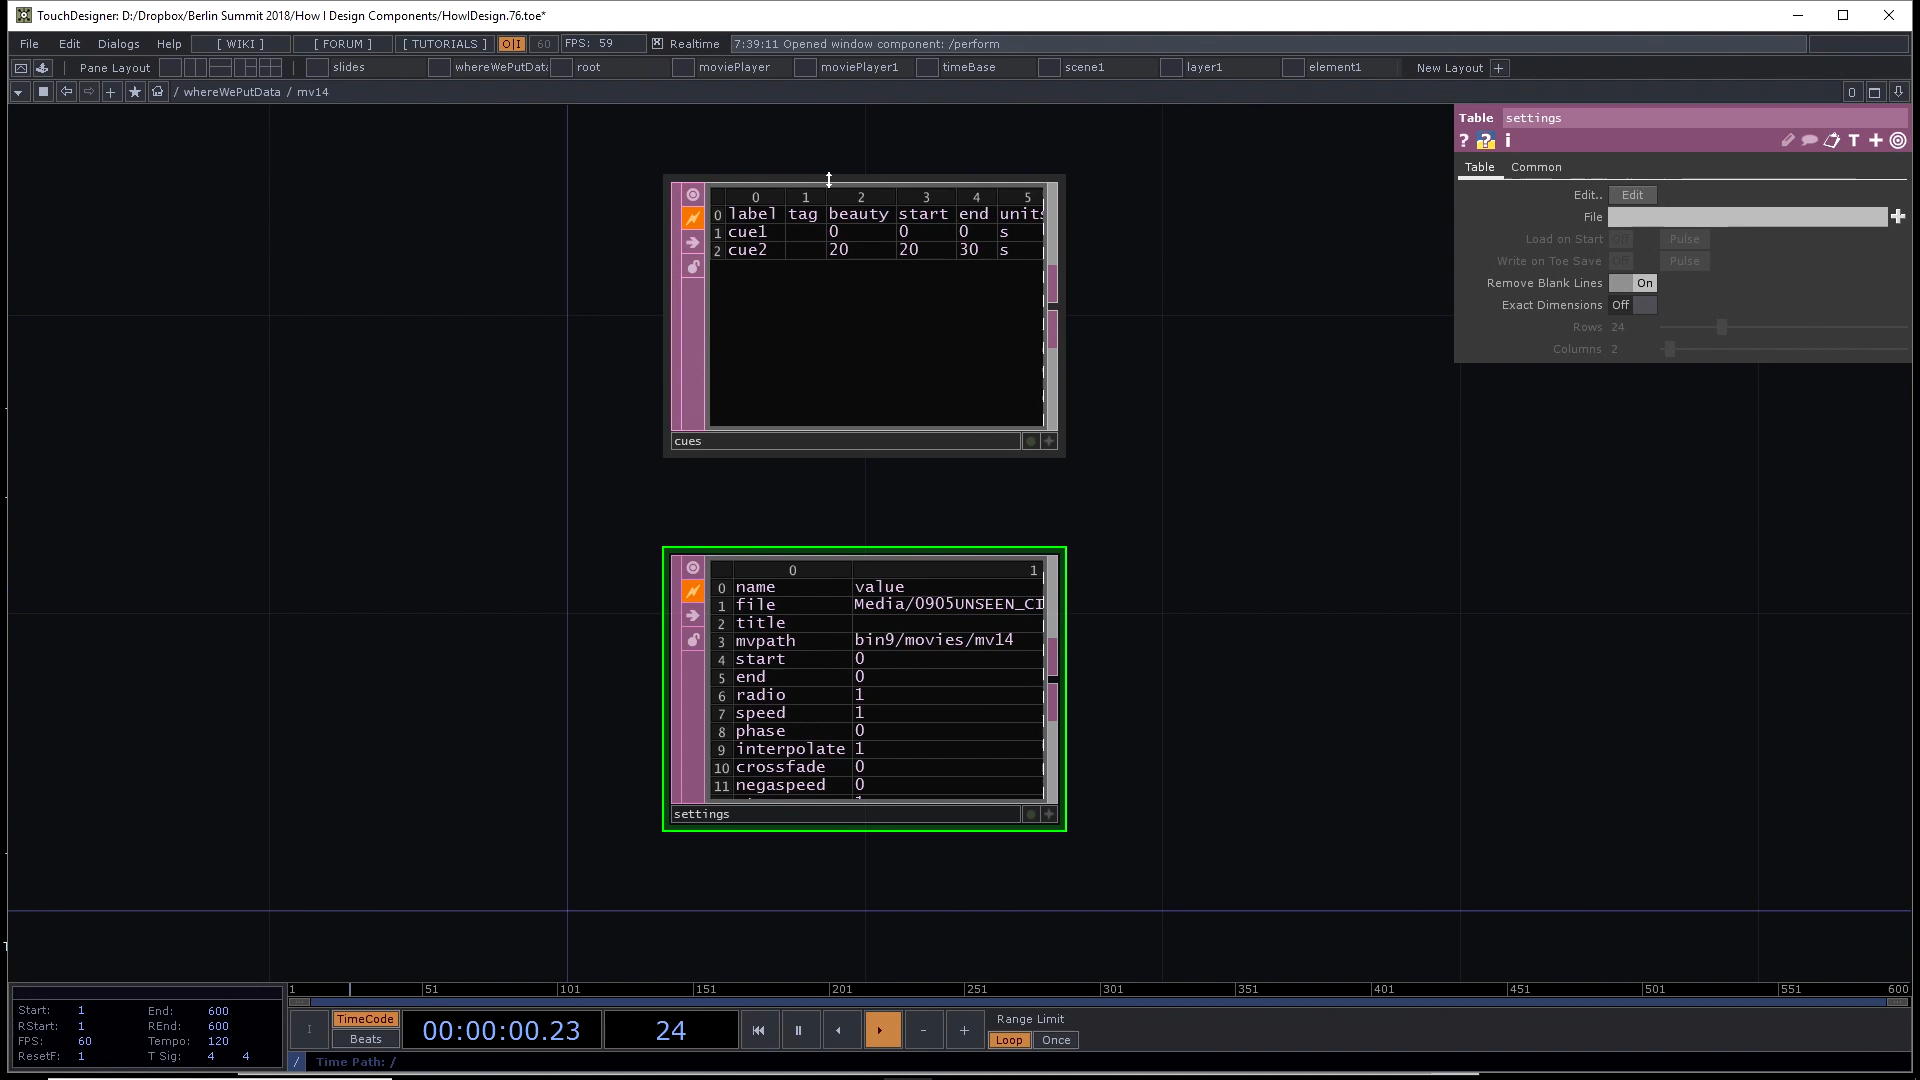 TouchDesigner: D:/Dropbox/Berlin Summit 2018/How I Design Components/HowIDesign.76.toe*
File Edit Dialogs Help [ WIKI ] [ FORUM ] [ TUTORIALS ] O|I 60 FPS: 59 Realtime 7:39:11 Opened window component: /perform
Pane Layout slides whereWePutData root moviePlayer moviePlayer1 timeBase scene1 layer1 element1 New Layout +
/ whereWePutData / mv14 0
Table settings
? ? i T +
Table Common
Edit.. Edit
File
Load on Start Off Pulse
Write on Toe Save Off Pulse
Remove Blank Lines On
Exact Dimensions Off
Rows 24
Columns 2
0 1 2 3 4 5
0 label tag beauty start end units
1 cue1 0 0 0 s
2 cue2 20 20 30 s
cues
0 1
0 name value
1 file Media/0905UNSEEN_CI
2 title
3 mvpath bin9/movies/mv14
4 start 0
5 end 0
6 radio 1
7 speed 1
8 phase 0
9 interpolate 1
10 crossfade 0
11 negaspeed 0
settings
1 51 101 151 201 251 301 351 401 451 501 551 600
Start: 1 End: 600
RStart: 1 REnd: 600
FPS: 60 Tempo: 120
ResetF: 1 T Sig: 4 4
I TimeCode Beats 00:00:00.23 24 - + Range Limit
Loop Once
/ Time Path: /